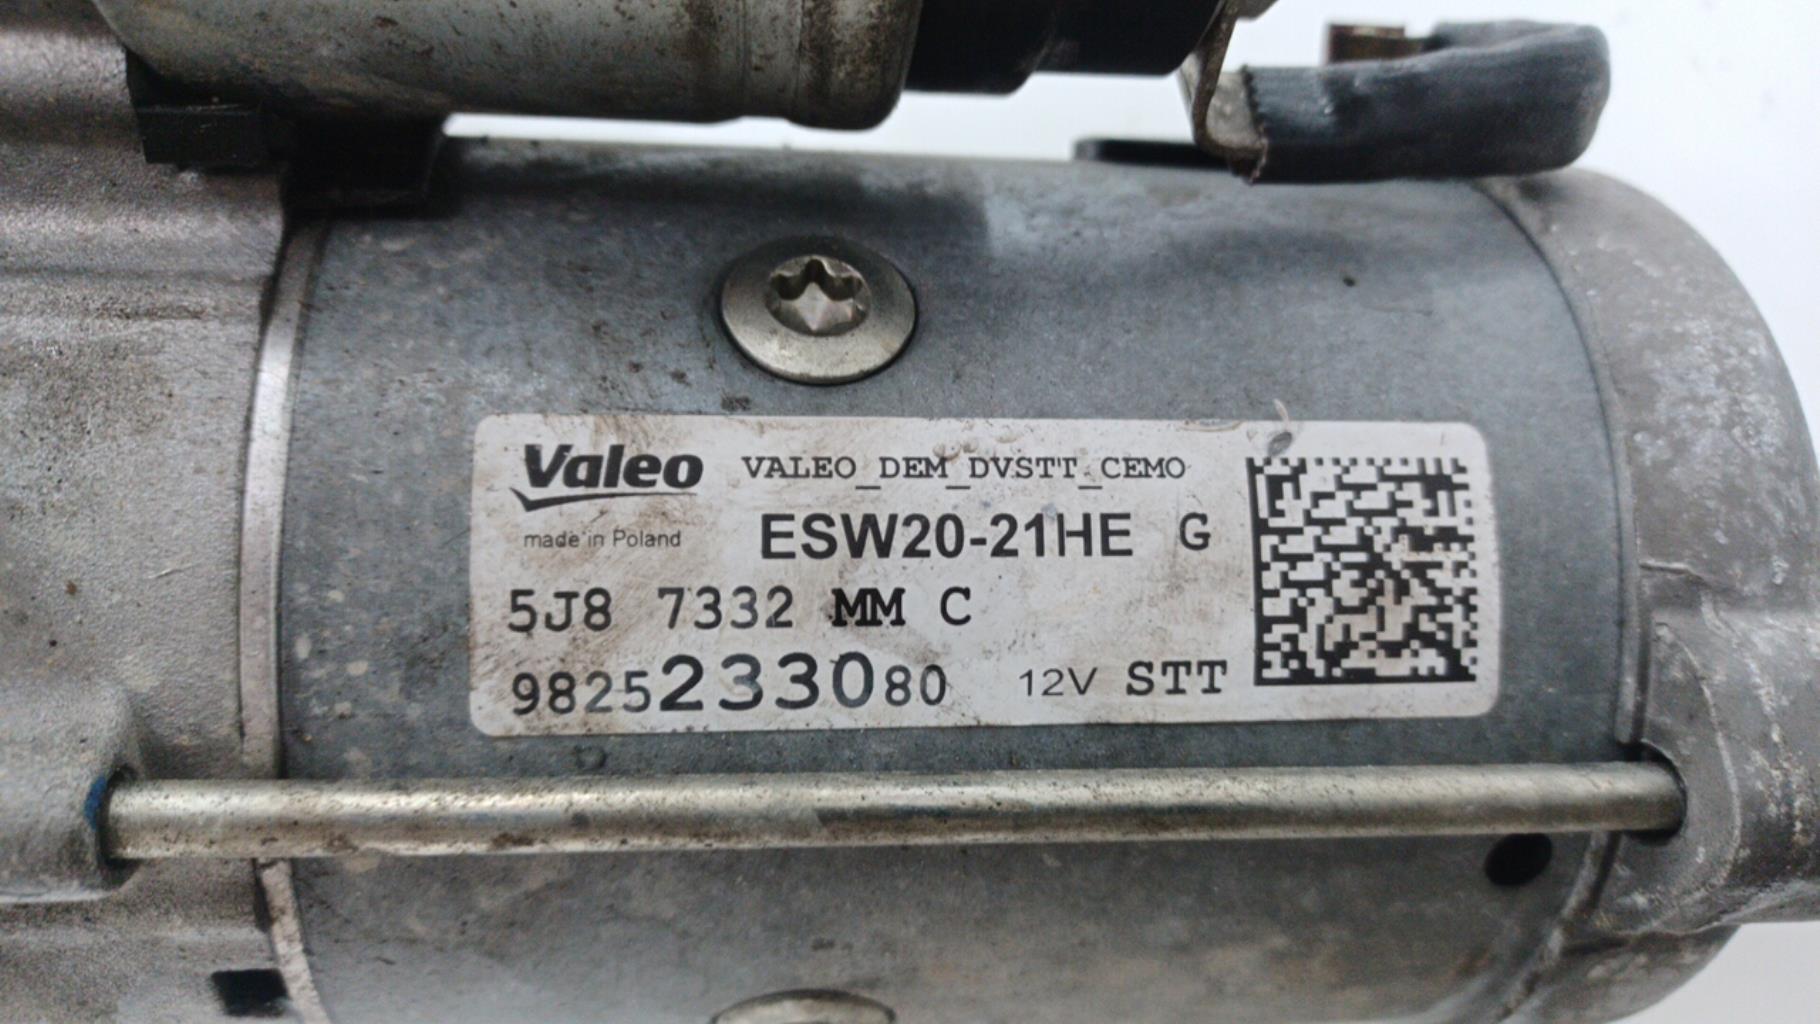 Valeo VALEO_DEM_DVSTT_CEMO
made in Poland ESW20-21HE G
5J8 7332 MM C
9825233080 12V STT